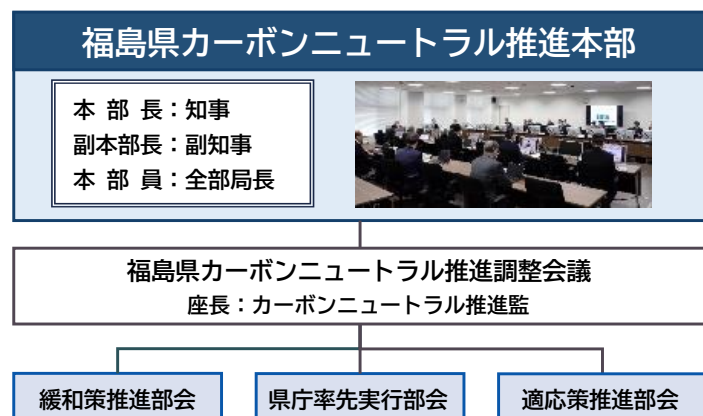 福島県カーボンニュートラル推進本部
本 部 長：知事
副本部長：副知事
本 部 員：全部局長
福島県カーボンニュートラル推進調整会議
座長：カーボンニュートラル推進監
緩和策推進部会
県庁率先実行部会
適応策推進部会